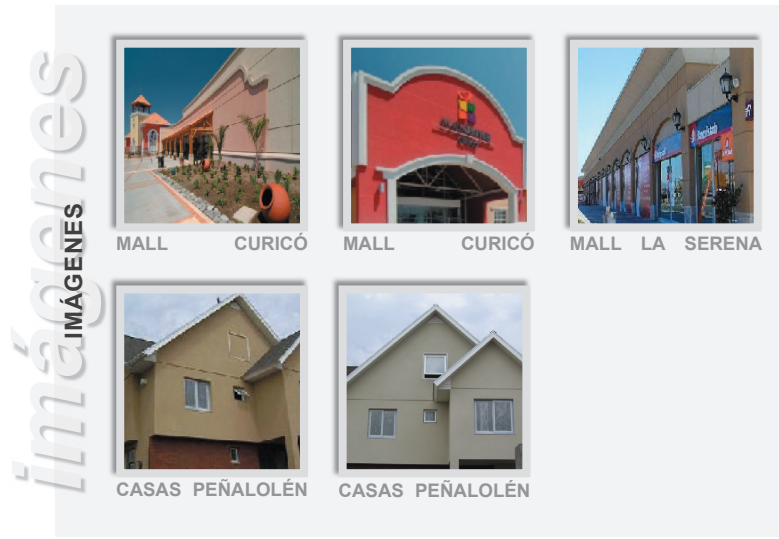 imágenes
IMÁGENES
MALL CURICÓ
MALL CURICÓ
MALL LA SERENA
CASAS PEÑALOLÉN
CASAS PEÑALOLÉN